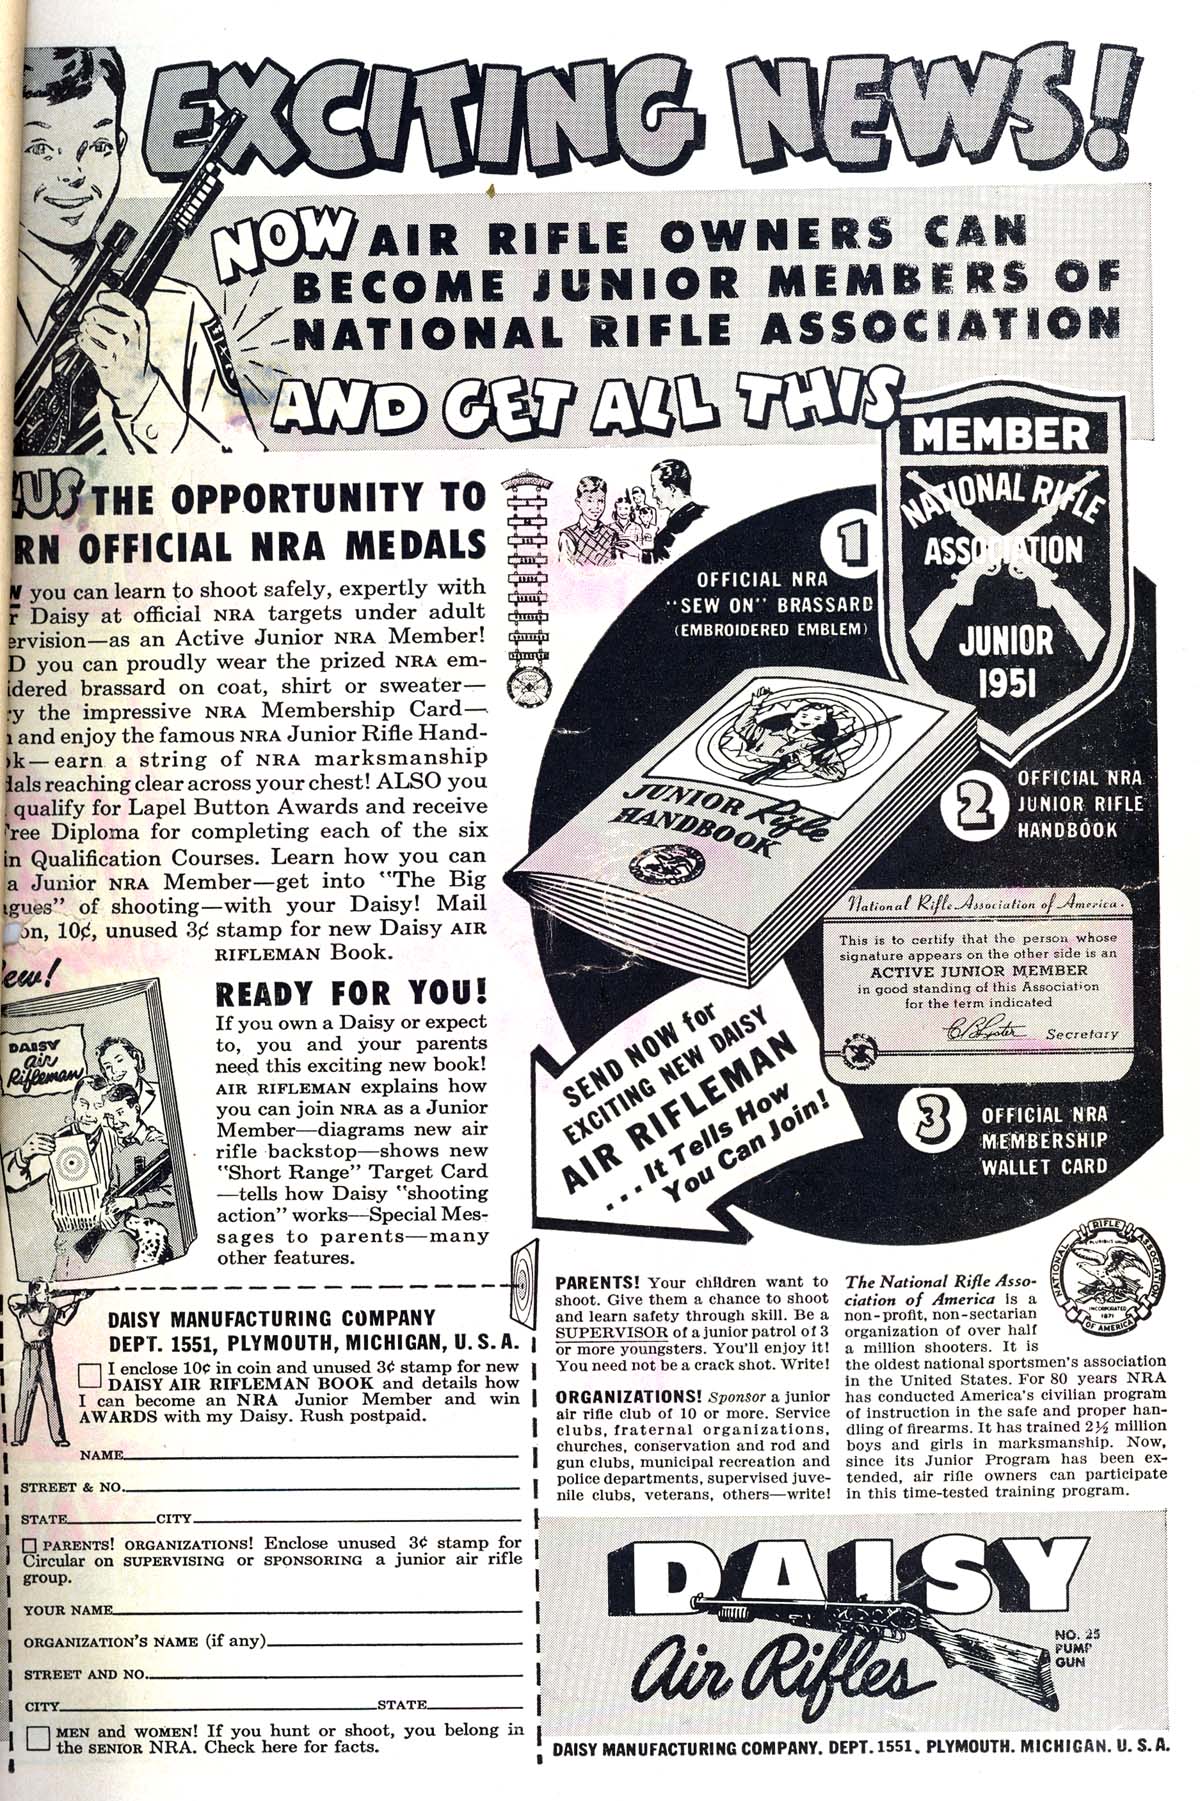 EXCITING NEWS!
NOW AIR RIFLE OWNERS CAN
BECOME JUNIOR MEMBERS OF
NATIONAL RIFLE ASSOCIATION
AND GET ALL THIS
THE OPPORTUNITY TO
OFFICIAL NRA MEDALS
you can learn to shoot safely, expertly with
Daisy at official NRA targets under adult
ervision—as an Active Junior NRA Member!
D you can proudly wear the prized NRA em-
idered brassard on coat, shirt or sweater—
y the impressive NRA Membership Card—
and enjoy the famous NRA Junior Rifle Hand-
k—earn a string of NRA marksmanship
dals reaching clear across your chest! ALSO you
qualify for Lapel Button Awards and receive
free Diploma for completing each of the six
in Qualification Courses. Learn how you can
a Junior NRA Member—get into "The Big
gues" of shooting—with your Daisy! Mail
on, 10¢, unused 3¢ stamp for new Daisy AIR
RIFLEMAN Book.
ew!
DAISY
Air
Rifleman
READY FOR YOU!
If you own a Daisy or expect
to, you and your parents
need this exciting new book!
AIR RIFLEMAN explains how
you can join NRA as a Junior
Member—diagrams new air
rifle backstop—shows new
"Short Range" Target Card
—tells how Daisy "shooting
action" works—Special Mes-
sages to parents—many
other features.
MEMBER
NATIONAL RIFLE
ASSOCIATION
JUNIOR
1951
1
OFFICIAL NRA
"SEW ON" BRASSARD
(EMBROIDERED EMBLEM)
JUNIOR Rifle
HANDBOOK
2
OFFICIAL NRA
JUNIOR RIFLE
HANDBOOK
National Rifle Association of America.
This is to certify that the person whose
signature appears on the other side is an
ACTIVE JUNIOR MEMBER
in good standing of this Association
for the term indicated
Secretary
3
OFFICIAL NRA
MEMBERSHIP
WALLET CARD
SEND NOW for
EXCITING NEW DAISY
AIR RIFLEMAN
... It Tells How
You Can Join!
DAISY MANUFACTURING COMPANY
DEPT. 1551, PLYMOUTH, MICHIGAN, U. S. A.
I enclose 10¢ in coin and unused 3¢ stamp for new
DAISY AIR RIFLEMAN BOOK and details how
I can become an NRA Junior Member and win
AWARDS with my Daisy. Rush postpaid.
NAME
STREET & NO.
STATE CITY
PARENTS! ORGANIZATIONS! Enclose unused 3¢ stamp for
Circular on SUPERVISING or SPONSORING a junior air rifle
group.
YOUR NAME
ORGANIZATION'S NAME (if any)
STREET AND NO.
CITY STATE
MEN and WOMEN! If you hunt or shoot, you belong in
the SENIOR NRA. Check here for facts.
PARENTS! Your children want to
shoot. Give them a chance to shoot
and learn safety through skill. Be a
SUPERVISOR of a junior patrol of 3
or more youngsters. You'll enjoy it!
You need not be a crack shot. Write!
ORGANIZATIONS! Sponsor a junior
air rifle club of 10 or more. Service
clubs, fraternal organizations,
churches, conservation and rod and
gun clubs, municipal recreation and
police departments, supervised juve-
nile clubs, veterans, others—write!
The National Rifle Asso-
ciation of America is a
non-profit, non-sectarian
organization of over half
a million shooters. It is
the oldest national sportsmen's association
in the United States. For 80 years NRA
has conducted America's civilian program
of instruction in the safe and proper han-
dling of firearms. It has trained 2½ million
boys and girls in marksmanship. Now,
since its Junior Program has been ex-
tended, air rifle owners can participate
in this time-tested training program.
NATIONAL RIFLE ASSOCIATION
INCORPORATED
1871
OF AMERICA
DAISY
Air Rifles
NO. 25
PUMP
GUN
DAISY MANUFACTURING COMPANY, DEPT. 1551, PLYMOUTH, MICHIGAN, U. S. A.